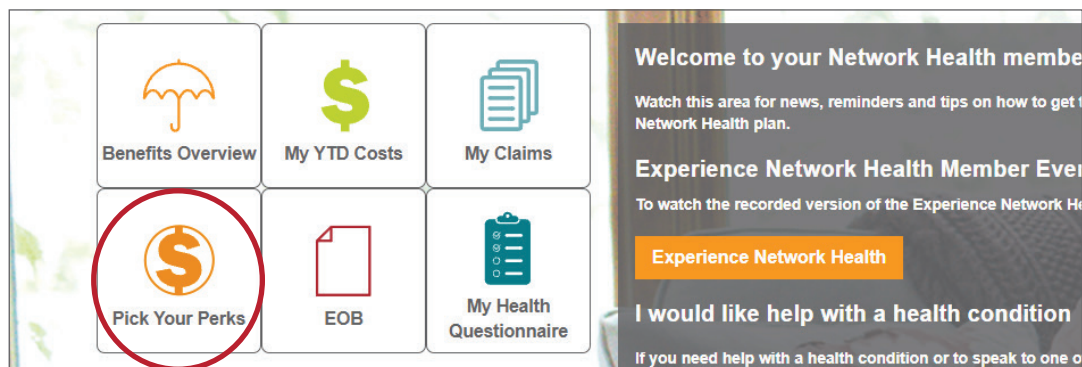 Benefits Overview
My YTD Costs
My Claims
Pick Your Perks
EOB
My Health
Questionnaire
Welcome to your Network Health
Watch this area for news, reminders and tips on how to get
Network Health plan.
Experience Network Health Member
To watch the recorded version of the Experience Network
Experience Network Health
I would like help with a health condition
If you need help with a health condition or to speak to one